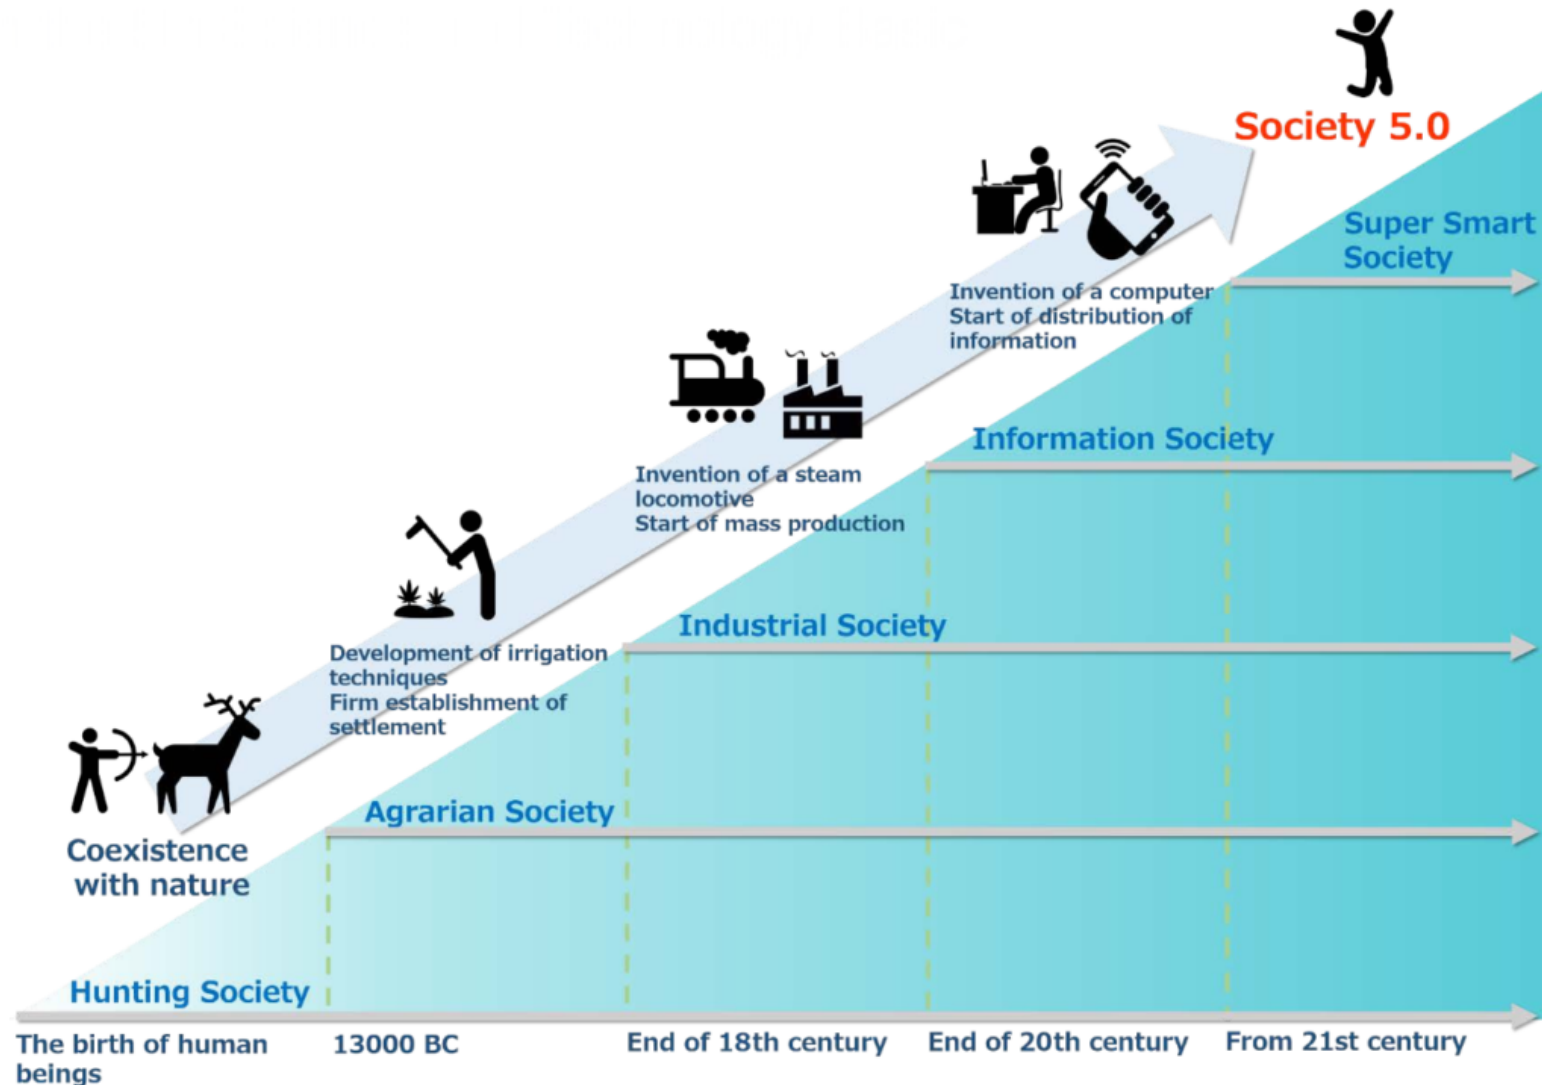 Society 5.0
Super Smart
Society
Invention of a computer
Start of distribution of
information
Information Society
Invention of a steam
locomotive
Start of mass production
Industrial Society
Development of irrigation
techniques
Firm establishment of
settlement
Agrarian Society
Coexistence
with nature
Hunting Society
The birth of human
beings
13000 BC
End of 18th century
End of 20th century
From 21st century